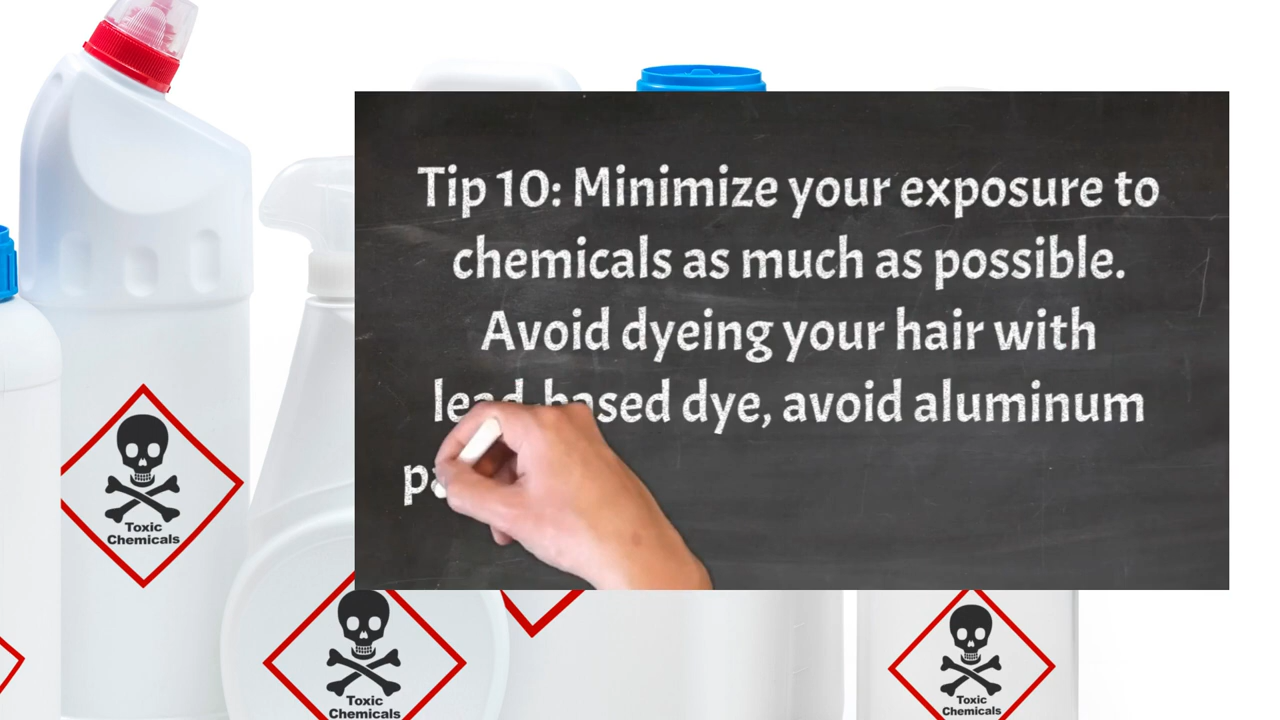 Tip 10: Minimize your exposure to
chemicals as much as possible.
Avoid dyeing your hair with
lead-based dye, avoid aluminum
Toxic
Chemicals
Toxic
Chemicals
Toxic
Chemicals